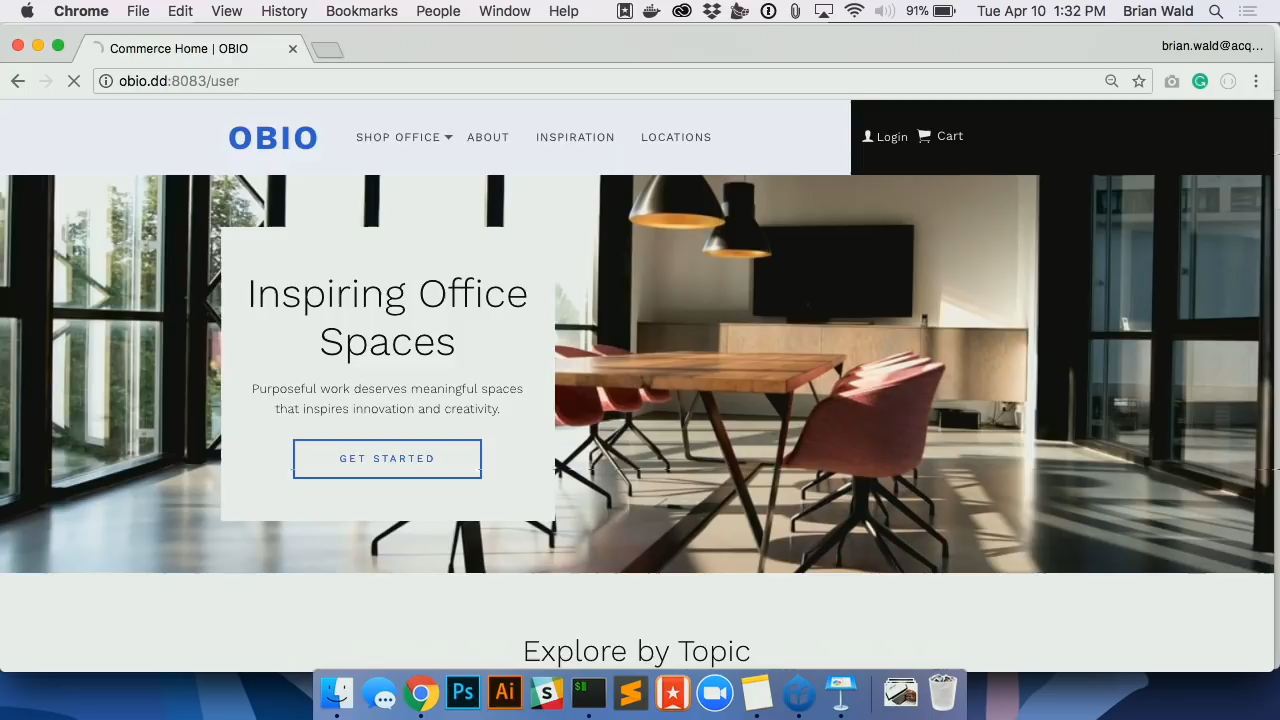 Chrome File Edit View History Bookmarks People Window Help 91% Tue Apr 10 1:32 PM Brian Wald
Commerce Home | OBIO
brian.wald@acq...
obio.dd:8083/user
OBIO SHOP OFFICE ABOUT INSPIRATION LOCATIONS Login Cart
Inspiring Office
Spaces
Purposeful work deserves meaningful spaces
that inspires innovation and creativity.
GET STARTED
Explore by Topic
Ps Ai S $